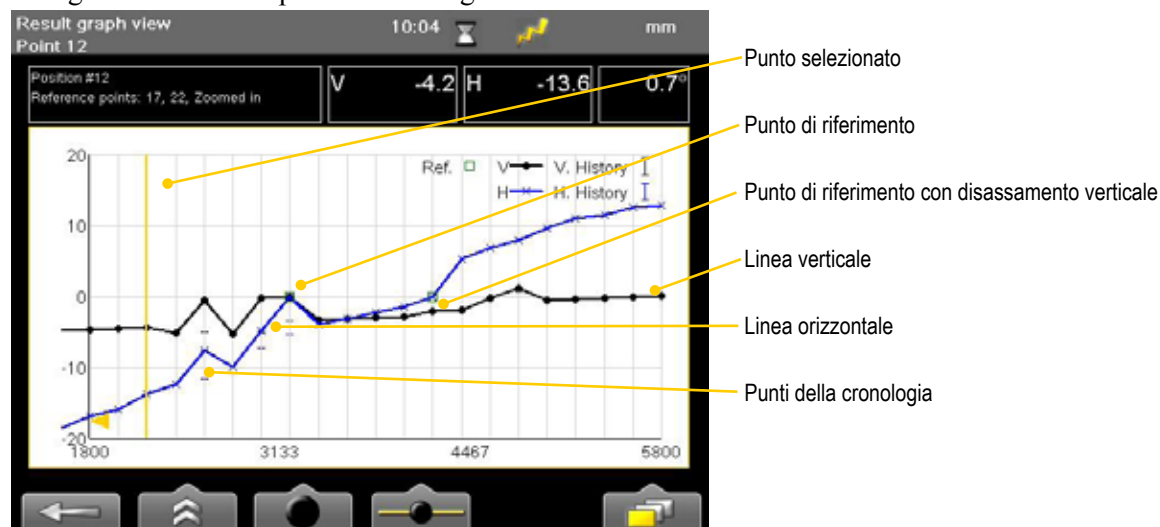 Result graph view
10:04
mm
Point 12
Position #12
Reference points: 17, 22, Zoomed in
V -4.2
H -13.6
0.7°
Punto selezionato
Punto di riferimento
Punto di riferimento con disassamento verticale
Linea verticale
Linea orizzontale
Punti della cronologia
Ref. V V. History
H H. History
20
10
0
-10
-20
1800 3133 4467 5800